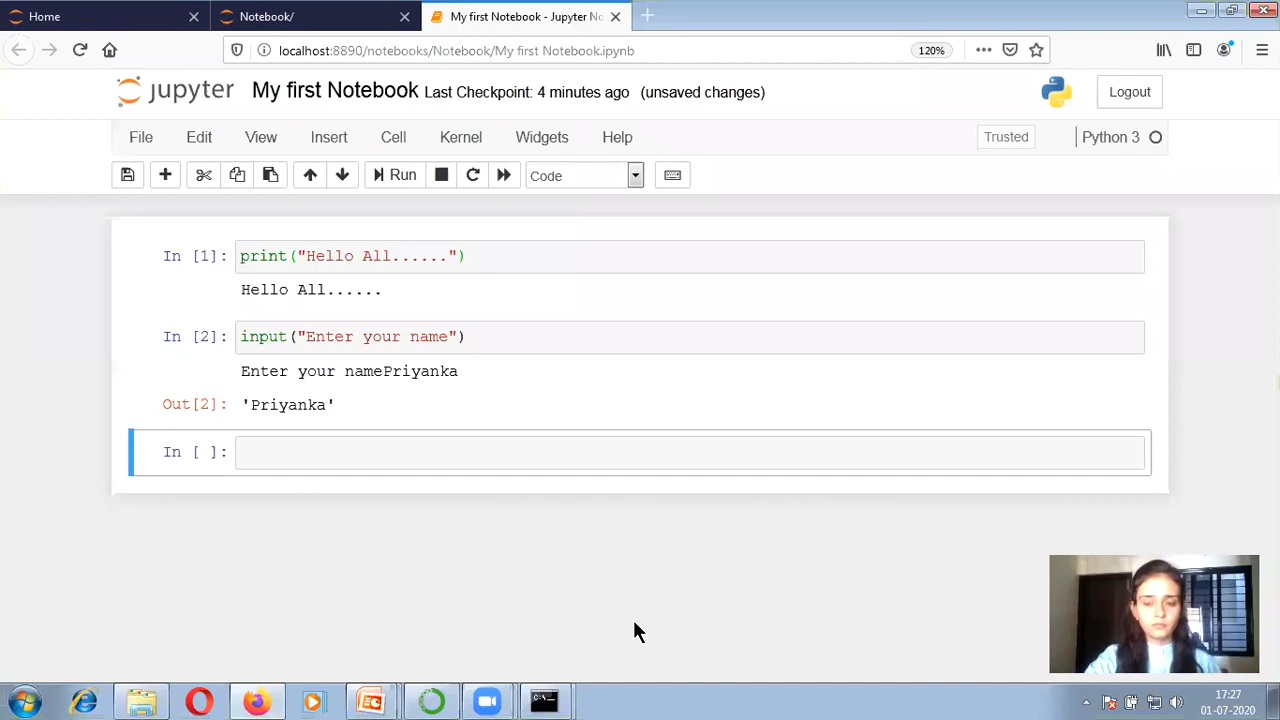 Home
Notebook/
My first Notebook - Jupyter No
localhost:8890/notebooks/Notebook/My first Notebook.ipynb
120%
jupyter My first Notebook Last Checkpoint: 4 minutes ago (unsaved changes)
Logout
File Edit View Insert Cell Kernel Widgets Help
Trusted
Python 3
Run
Code
In [1]: print("Hello All......")
Hello All......
In [2]: input("Enter your name")
Enter your namePriyanka
Out[2]: 'Priyanka'
In [ ]:
C:\.
17:27
01-07-2020